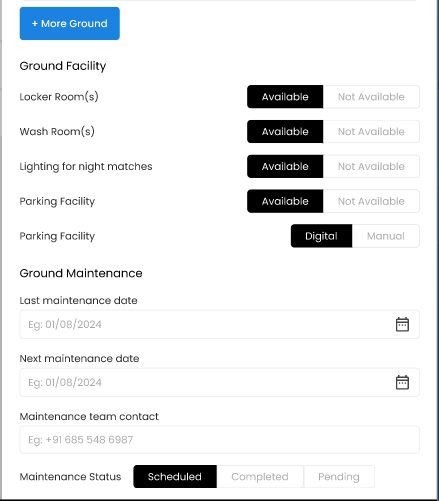 + More Ground
Ground Facility
Locker Room(s) Available Not Available
Wash Room(s) Available Not Available
Lighting for night matches Available Not Available
Parking Facility Available Not Available
Parking Facility Digital Manual
Ground Maintenance
Last maintenance date
Eg: 01/08/2024
Next maintenance date
Eg: 01/08/2024
Maintenance team contact
Eg: +91 685 548 6987
Maintenance Status Scheduled Completed Pending